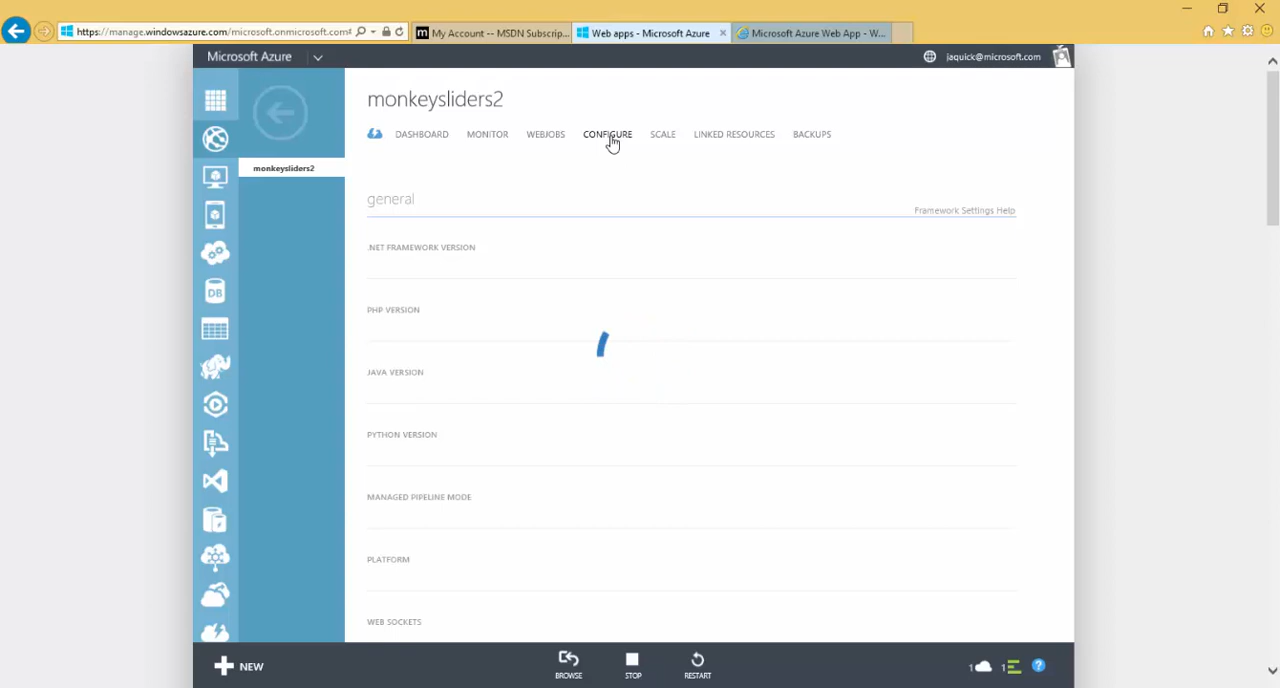 https://manage.windowsazure.com/microsoft.onmicrosoft.com#
My Account -- MSDN Subscrip...
Web apps - Microsoft Azure
Microsoft Azure Web App - W...
Microsoft Azure
jaquick@microsoft.com
monkeysliders2
DASHBOARD MONITOR WEBJOBS CONFIGURE SCALE LINKED RESOURCES BACKUPS
monkeysliders2
general
Framework Settings Help
.NET FRAMEWORK VERSION
PHP VERSION
JAVA VERSION
DB
PYTHON VERSION
MANAGED PIPELINE MODE
PLATFORM
WEB SOCKETS
NEW
BROWSE
STOP
RESTART
1
1
?